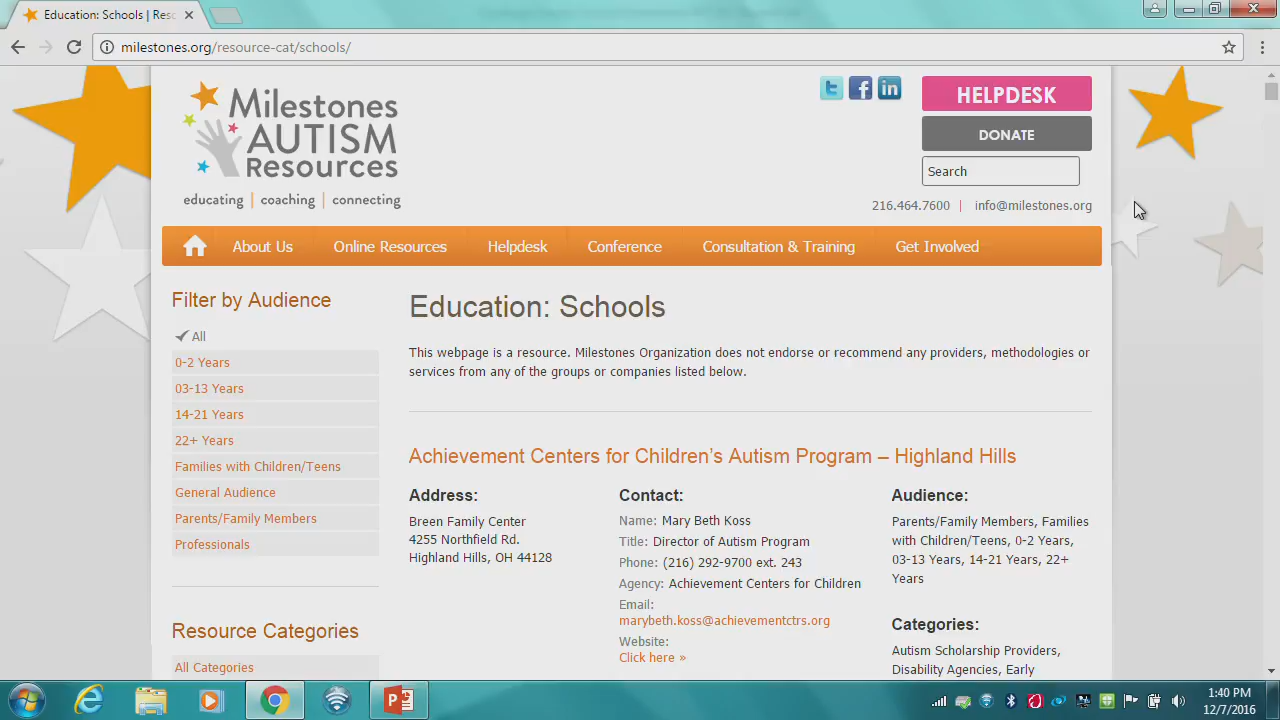 Education: Schools | Resc
milestones.org/resource-cat/schools/
Milestones
AUTISM
Resources
educating | coaching | connecting
HELPDESK
DONATE
Search
216.464.7600 | info@milestones.org
About Us Online Resources Helpdesk Conference Consultation & Training Get Involved
Filter by Audience
All
0-2 Years
03-13 Years
14-21 Years
22+ Years
Families with Children/Teens
General Audience
Parents/Family Members
Professionals
Resource Categories
All Categories
Education: Schools
This webpage is a resource. Milestones Organization does not endorse or recommend any providers, methodologies or
services from any of the groups or companies listed below.
Achievement Centers for Children's Autism Program – Highland Hills
Address:
Breen Family Center
4255 Northfield Rd.
Highland Hills, OH 44128
Contact:
Name: Mary Beth Koss
Title: Director of Autism Program
Phone: (216) 292-9700 ext. 243
Agency: Achievement Centers for Children
Email:
marybeth.koss@achievementctrs.org
Website:
Click here »
Audience:
Parents/Family Members, Families
with Children/Teens, 0-2 Years,
03-13 Years, 14-21 Years, 22+
Years
Categories:
Autism Scholarship Providers,
Disability Agencies, Early
1:40 PM
12/7/2016